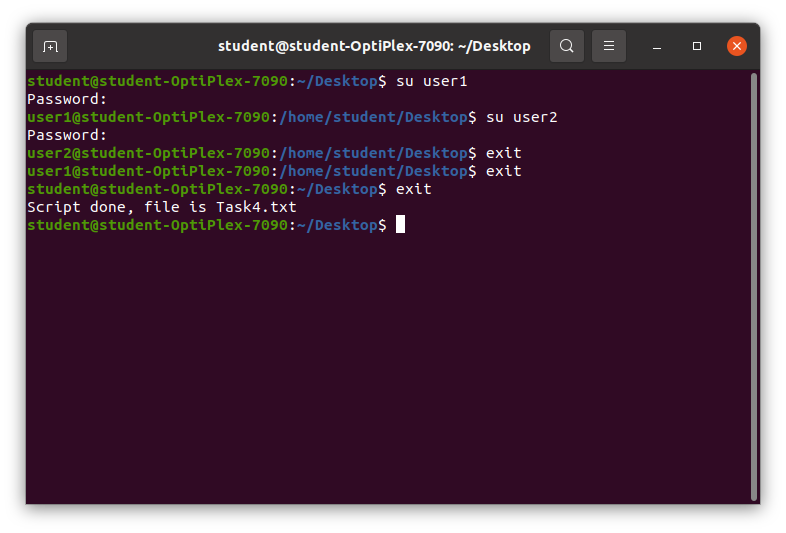 student@student-OptiPlex-7090: ~/Desktop
student@student-OptiPlex-7090:~/Desktop$ su user1
Password:
user1@student-OptiPlex-7090:/home/student/Desktop$ su user2
Password:
user2@student-OptiPlex-7090:/home/student/Desktop$ exit
user1@student-OptiPlex-7090:/home/student/Desktop$ exit
student@student-OptiPlex-7090:~/Desktop$ exit
Script done, file is Task4.txt
student@student-OptiPlex-7090:~/Desktop$